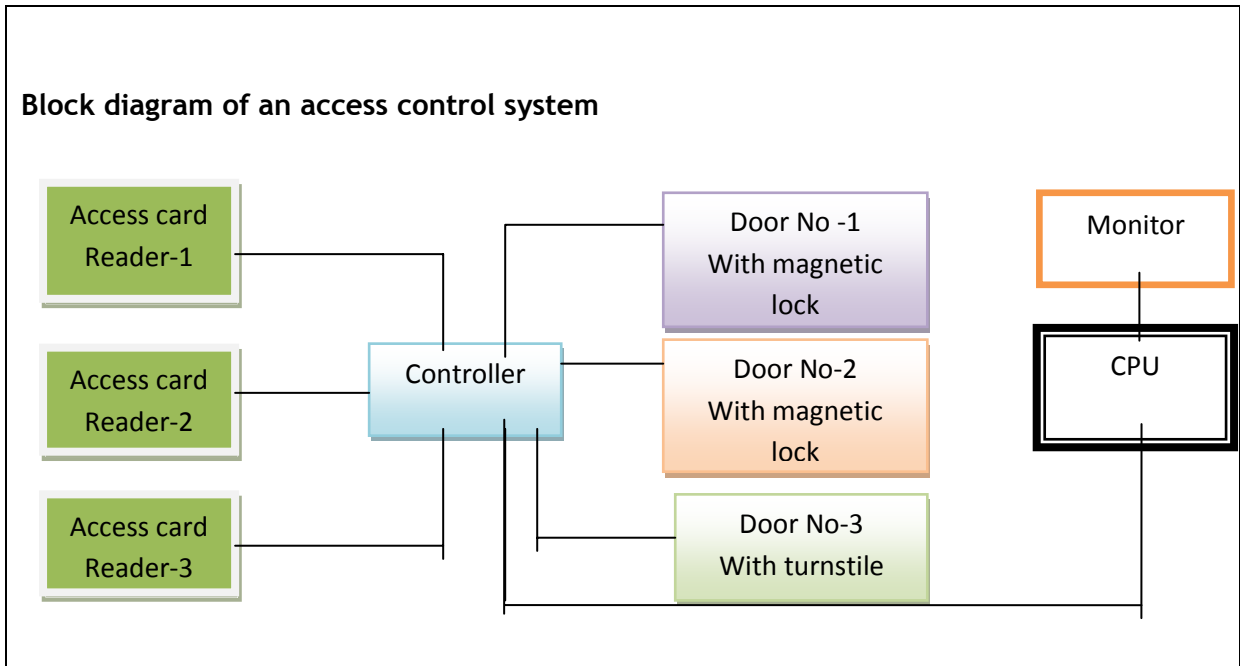 Block diagram of an access control system
Access card
Reader-1
Door No -1
With magnetic
lock
Monitor
Access card
Reader-2
Controller
Door No-2
With magnetic
lock
CPU
Access card
Reader-3
Door No-3
With turnstile